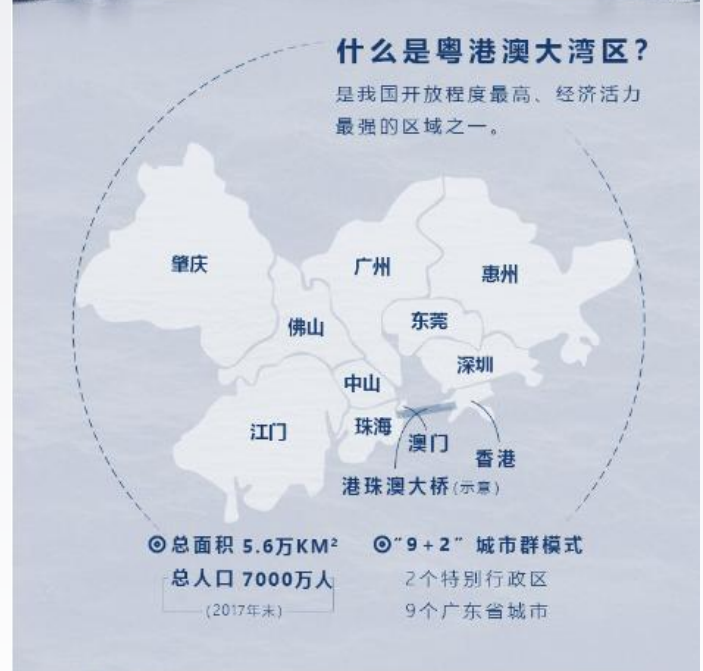 什么是粤港澳大湾区？
是我国开放程度最高、经济活力
最强的区域之一。
肇庆
广州
惠州
佛山
东莞
深圳
中山
江门
珠海
澳门
香港
港珠澳大桥(示意)
总面积 5.6万KM²
总人口 7000万人
(2017年末)
"9+2" 城市群模式
2个特别行政区
9个广东省城市